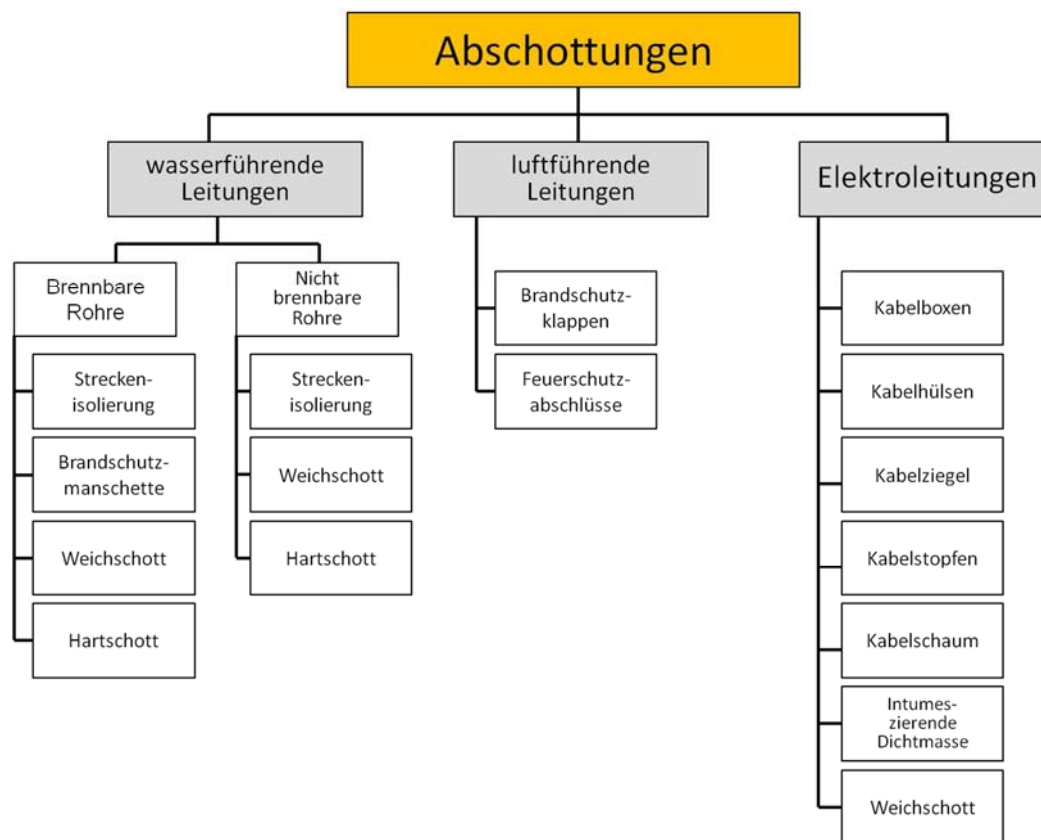 Abschottungen
wasserführende
Leitungen
luftführende
Leitungen
Elektroleitungen
Brennbare
Rohre
Strecken-
isolierung
Brandschutz-
manschette
Weichschott
Hartschott
Nicht
brennbare
Rohre
Strecken-
isolierung
Weichschott
Hartschott
Brandschutz-
klappen
Feuerschutz-
abschlüsse
Kabelboxen
Kabelhülsen
Kabelziegel
Kabelstopfen
Kabelschaum
Intumes-
zierende
Dichtmasse
Weichschott